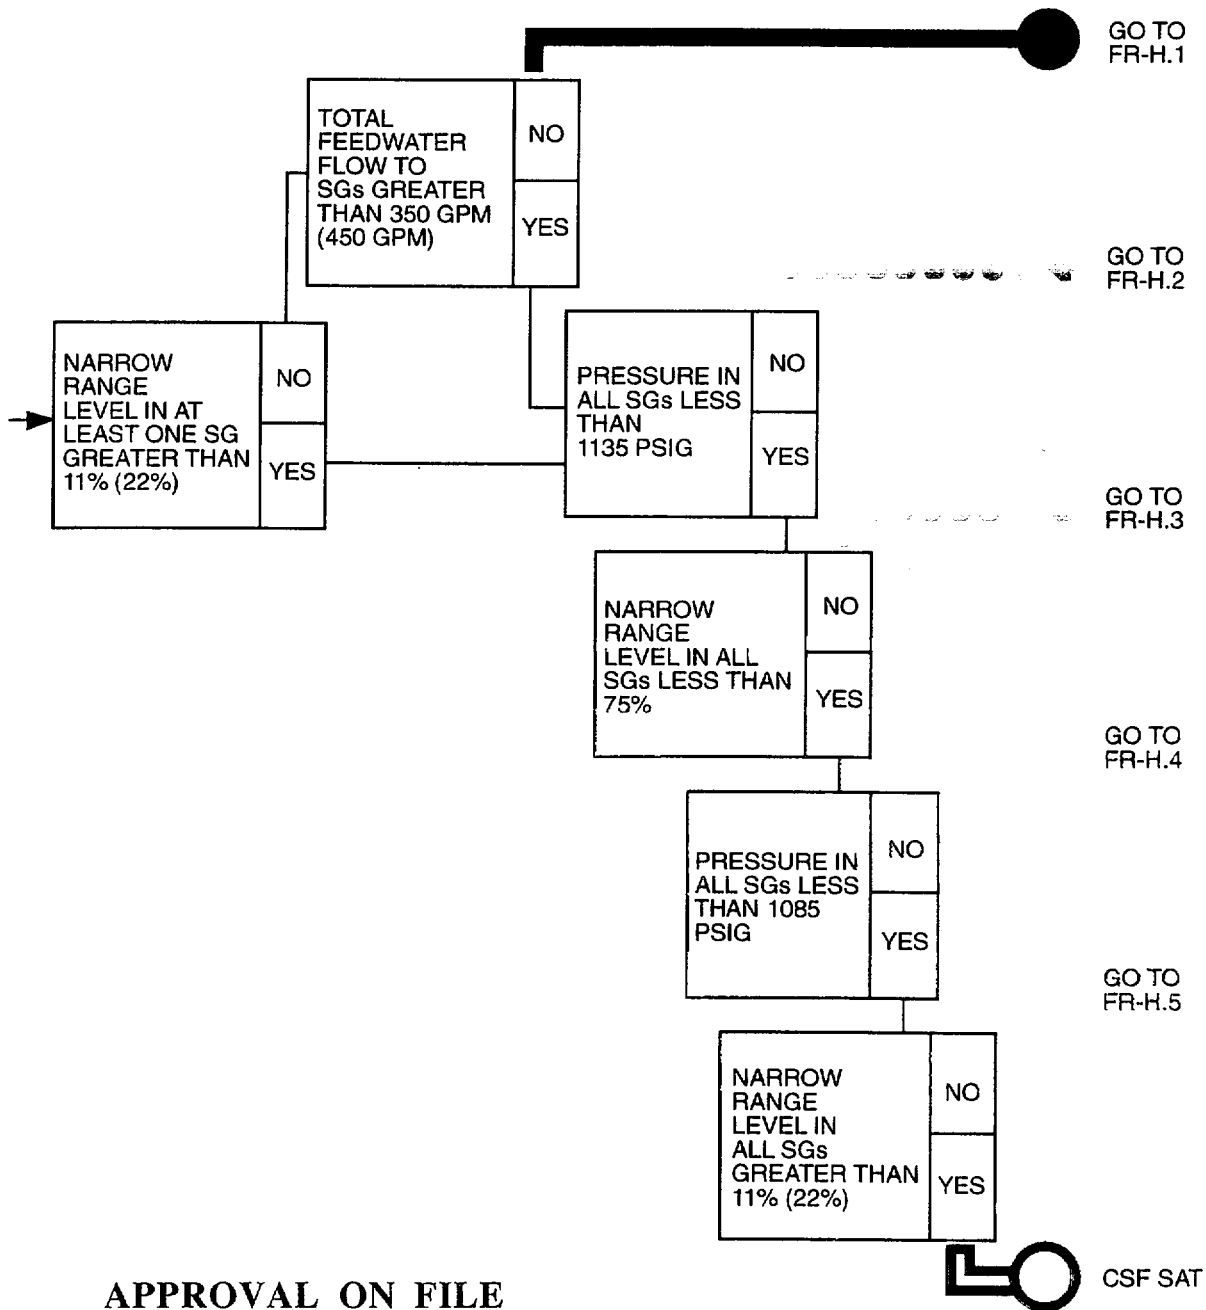 GO TO
FR-H.1
TOTAL
FEEDWATER
FLOW TO
SGs GREATER
THAN 350 GPM
(450 GPM)
NO
YES
GO TO
FR-H.2
NARROW
RANGE
LEVEL IN AT
LEAST ONE SG
GREATER THAN
11% (22%)
NO
YES
PRESSURE IN
ALL SGs LESS
THAN
1135 PSIG
NO
YES
GO TO
FR-H.3
NARROW
RANGE
LEVEL IN ALL
SGs LESS THAN
75%
NO
YES
GO TO
FR-H.4
PRESSURE IN
ALL SGs LESS
THAN 1085
PSIG
NO
YES
GO TO
FR-H.5
NARROW
RANGE
LEVEL IN
ALL SGs
GREATER THAN
11% (22%)
NO
YES
CSF SAT
APPROVAL ON FILE